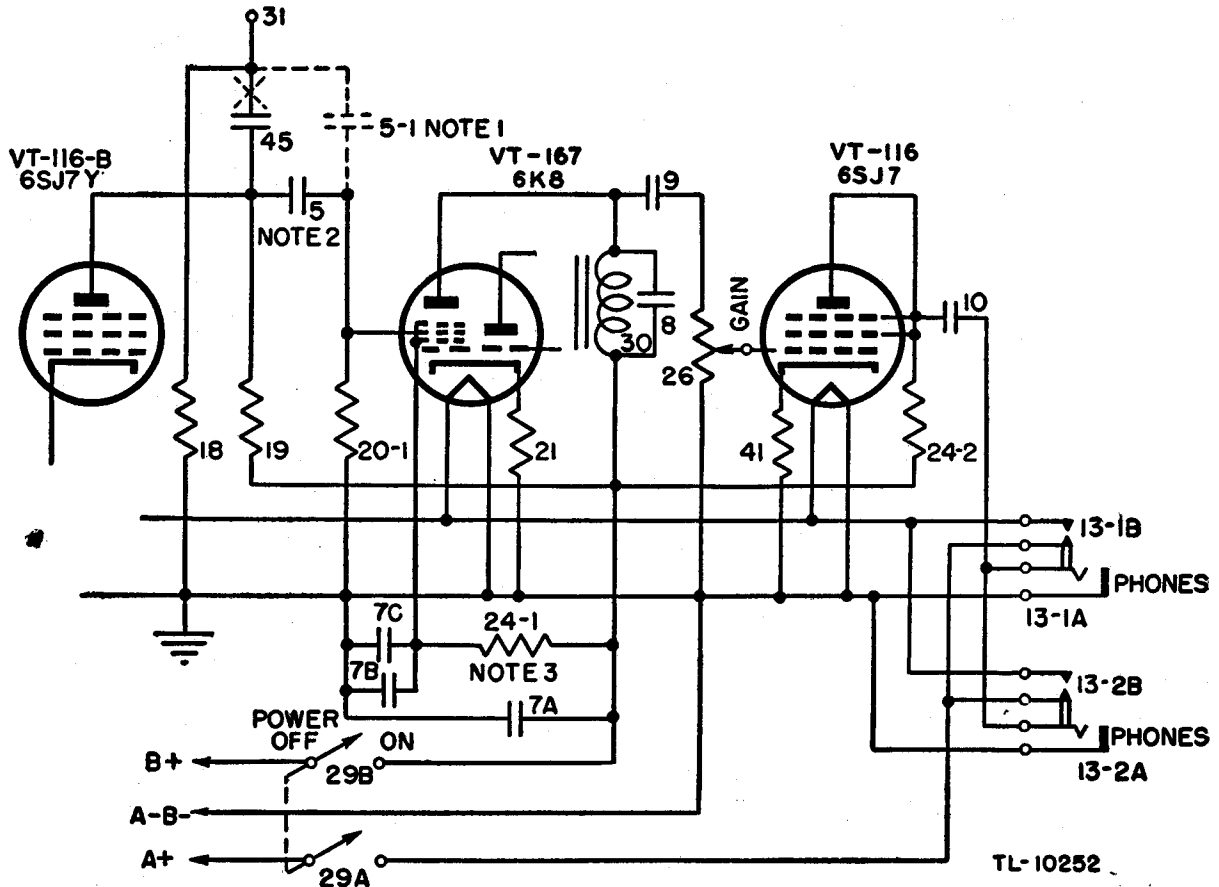 31
45
5-1 NOTE 1
VT-116-B
6SJ7Y
5
NOTE 2
VT-167
6K8
9
VT-116
6SJ7
10
8
30
GAIN
26
18
19
20-1
21
41
24-2
13-1B
PHONES
13-1A
7C
24-1
NOTE 3
7B
7A
13-2B
PHONES
13-2A
POWER
OFF ON
B+
29B
A-B-
A+
29A
TL-10252